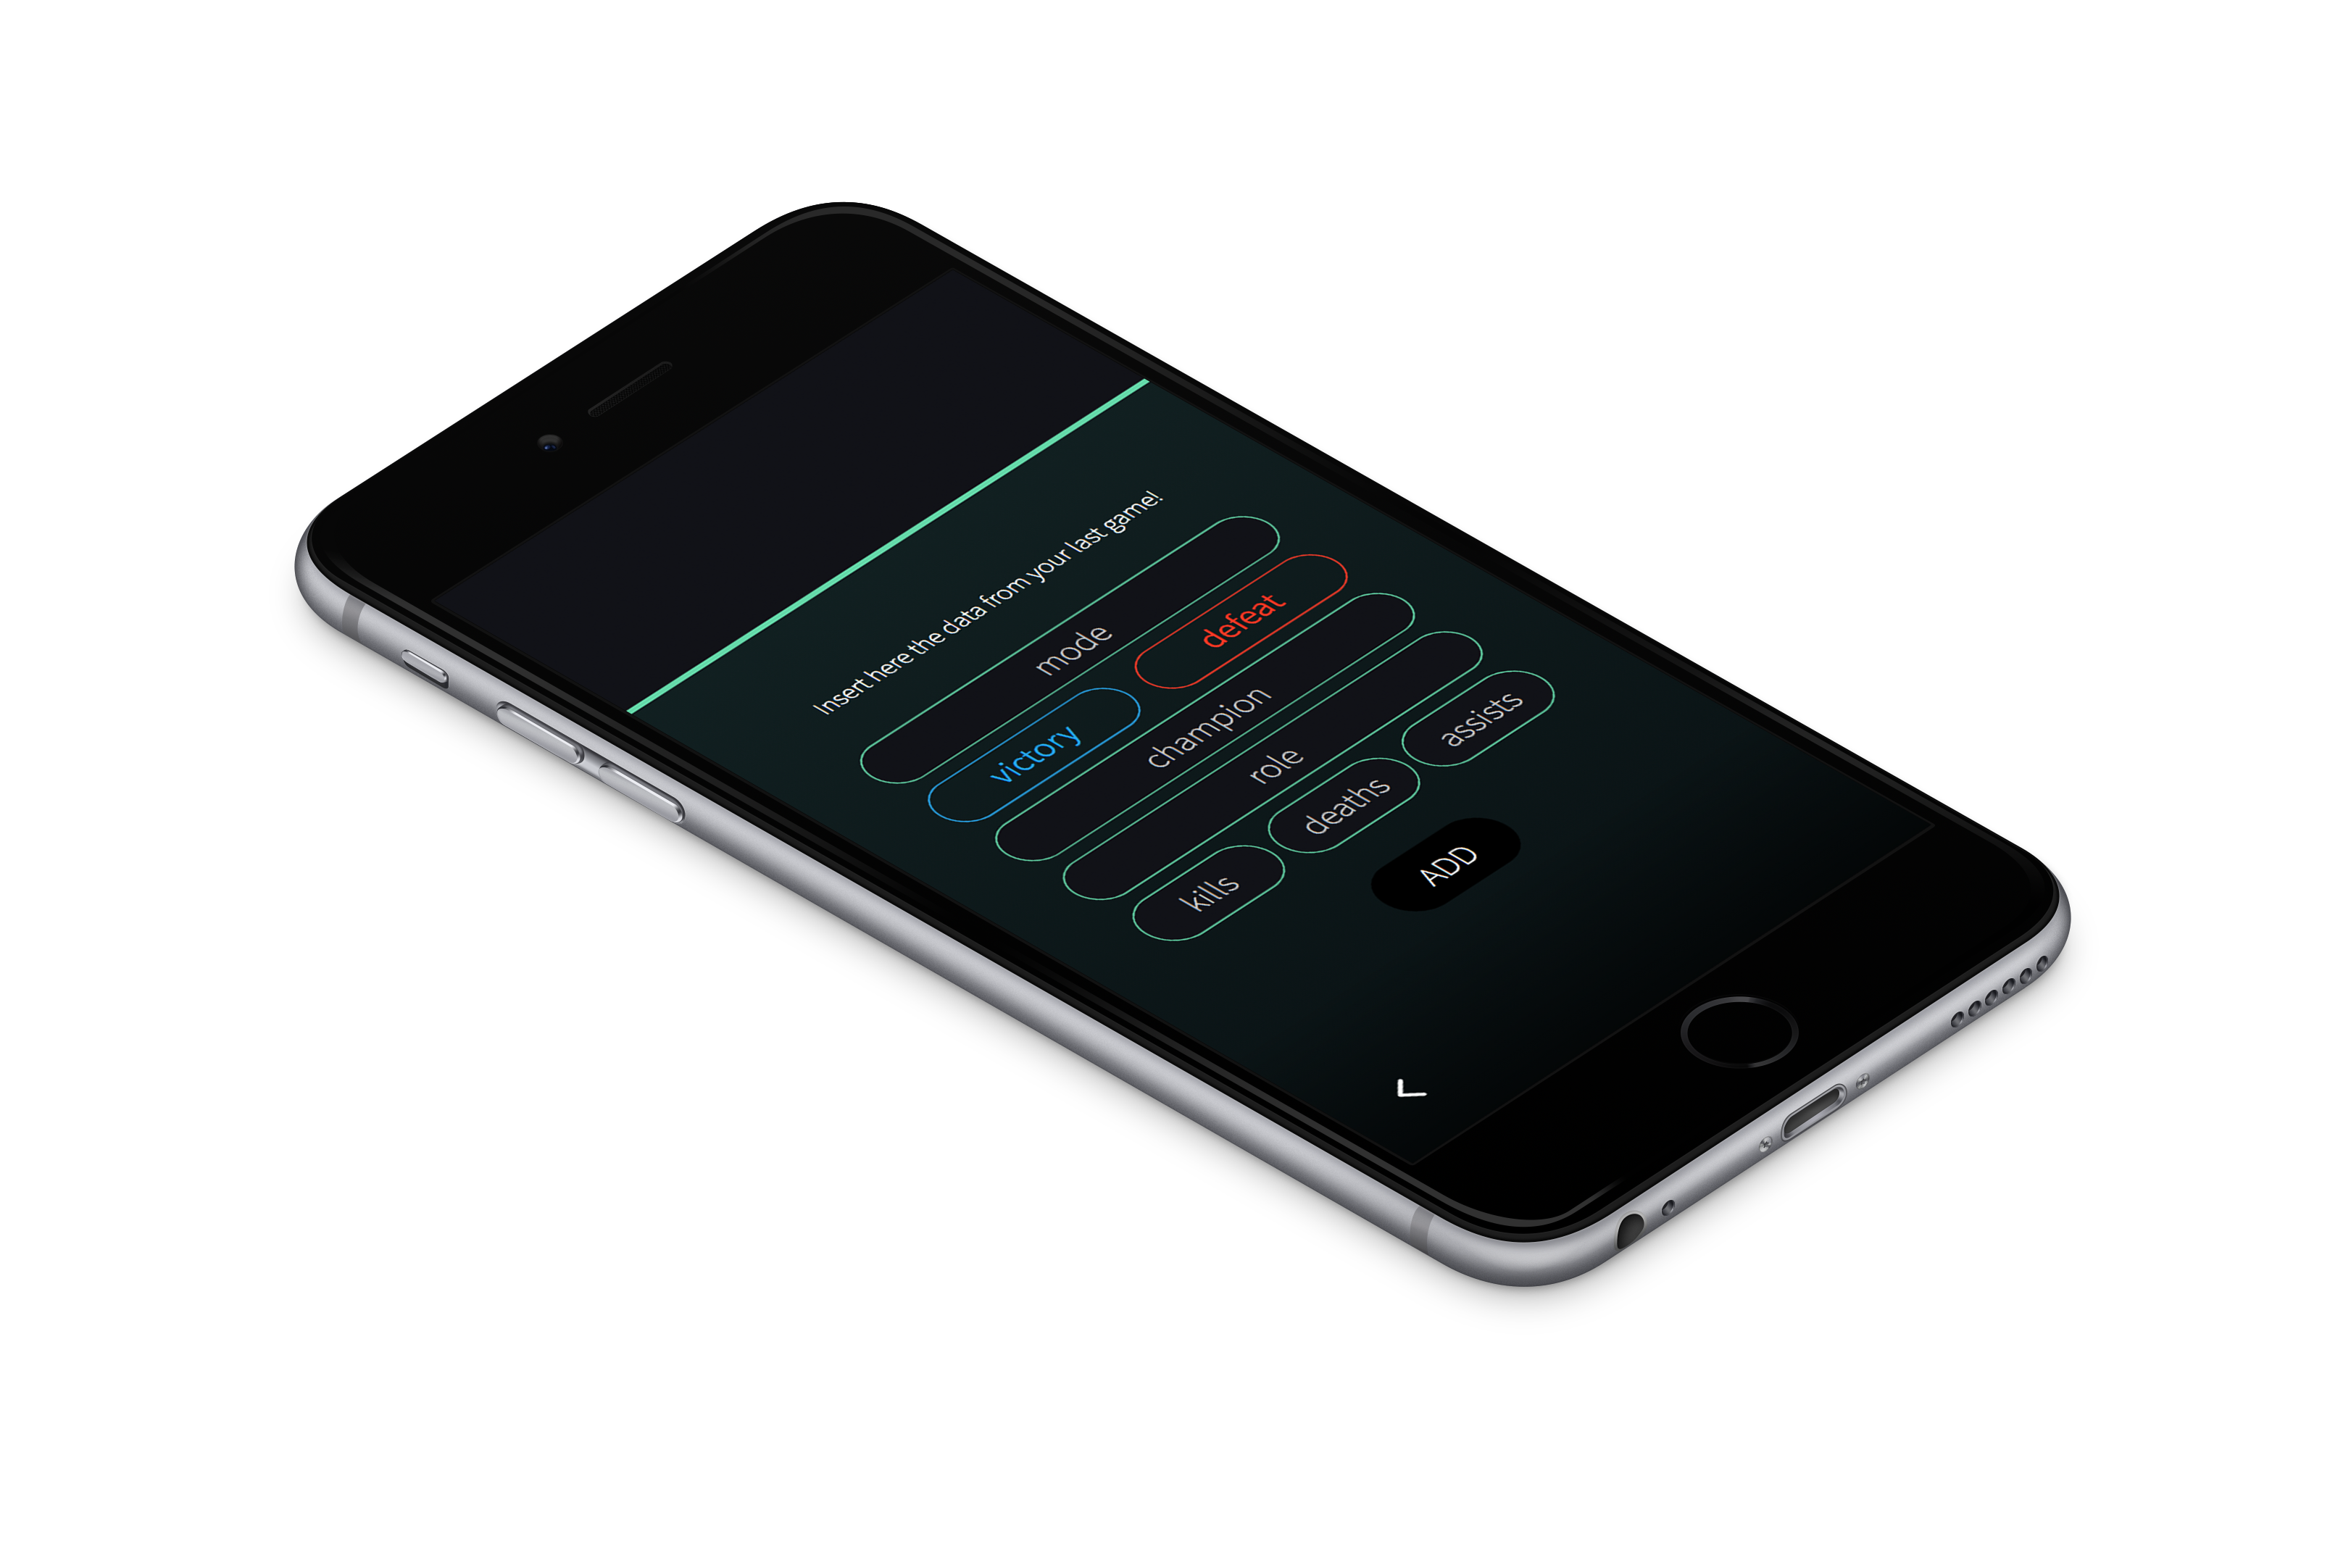 Insert here the data from your last game!
mode
victory defeat
champion
role
kills deaths assists
ADD